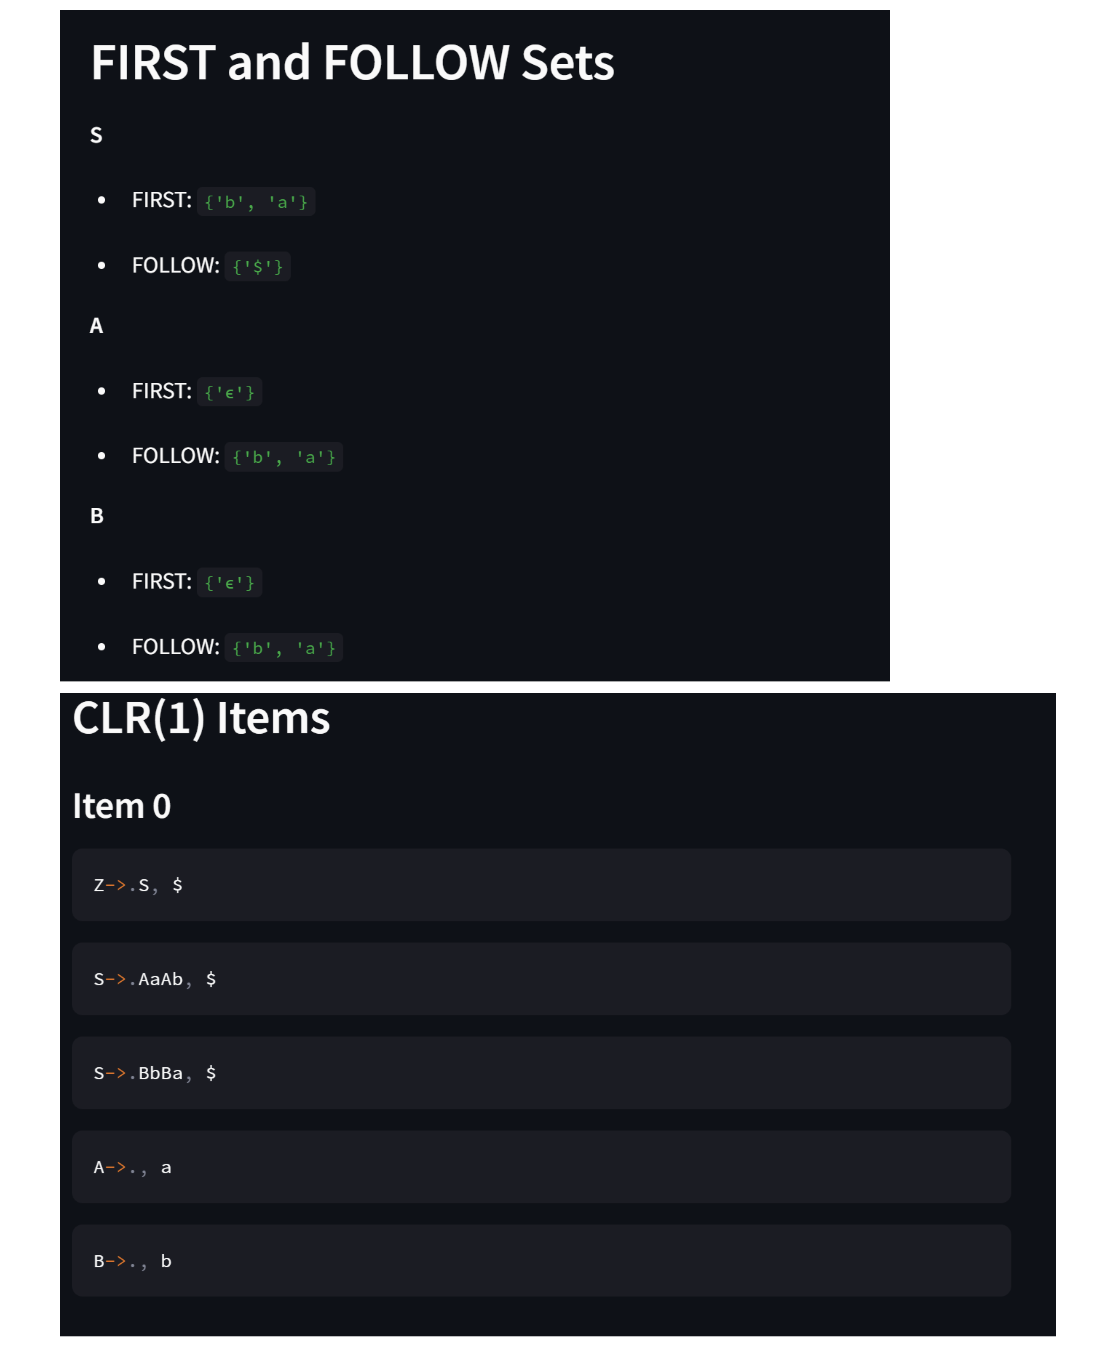 FIRST and FOLLOW Sets
S
• FIRST: {'b', 'a'}
• FOLLOW: {'$'}
A
• FIRST: {'ϵ'}
• FOLLOW: {'b', 'a'}
B
• FIRST: {'ϵ'}
• FOLLOW: {'b', 'a'}
CLR(1) Items
Item 0
Z->.S, $
S->.AaAb, $
S->.BbBa, $
A->., a
B->., b